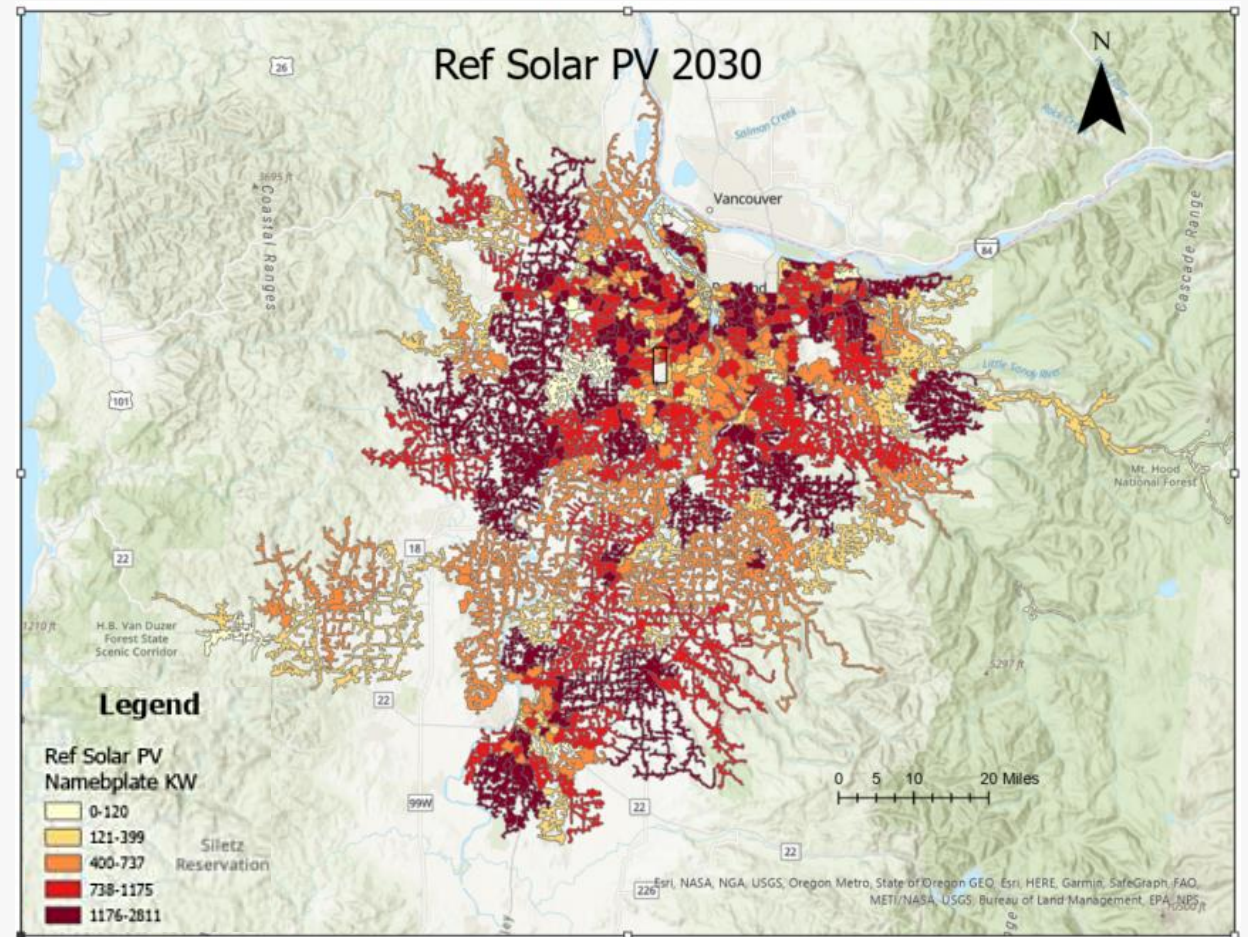 Ref Solar PV 2030
N
26
Salmon Creek
Vancouver
3695 ft
Coastal Ranges
Cascade Range
84
Little Sandy River
101
Mt. Hood
National Forest
18
22
1210 ft
H.B. Van Duzer
Forest State
Scenic Corridor
5297 ft
22
Legend
Ref Solar PV
Namebplate KW
0-120
121-399
400-737
738-1175
1176-2811
0 5 10 20 Miles
99W
22
Siletz
Reservation
22
226
Esri, NASA, NGA, USGS, Oregon Metro, State of Oregon GEO, Esri, HERE, Garmin, SafeGraph, FAO,
METI/NASA, USGS, Bureau of Land Management, EPA, NPS